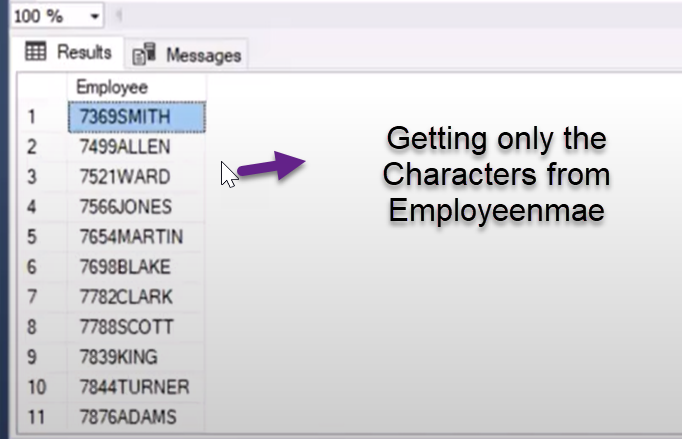 100 %
Results Messages
Employee
1 7369SMITH
2 7499ALLEN
3 7521WARD
4 7566JONES
5 7654MARTIN
6 7698BLAKE
7 7782CLARK
8 7788SCOTT
9 7839KING
10 7844TURNER
11 7876ADAMS
Getting only the
Characters from
Employeenmae